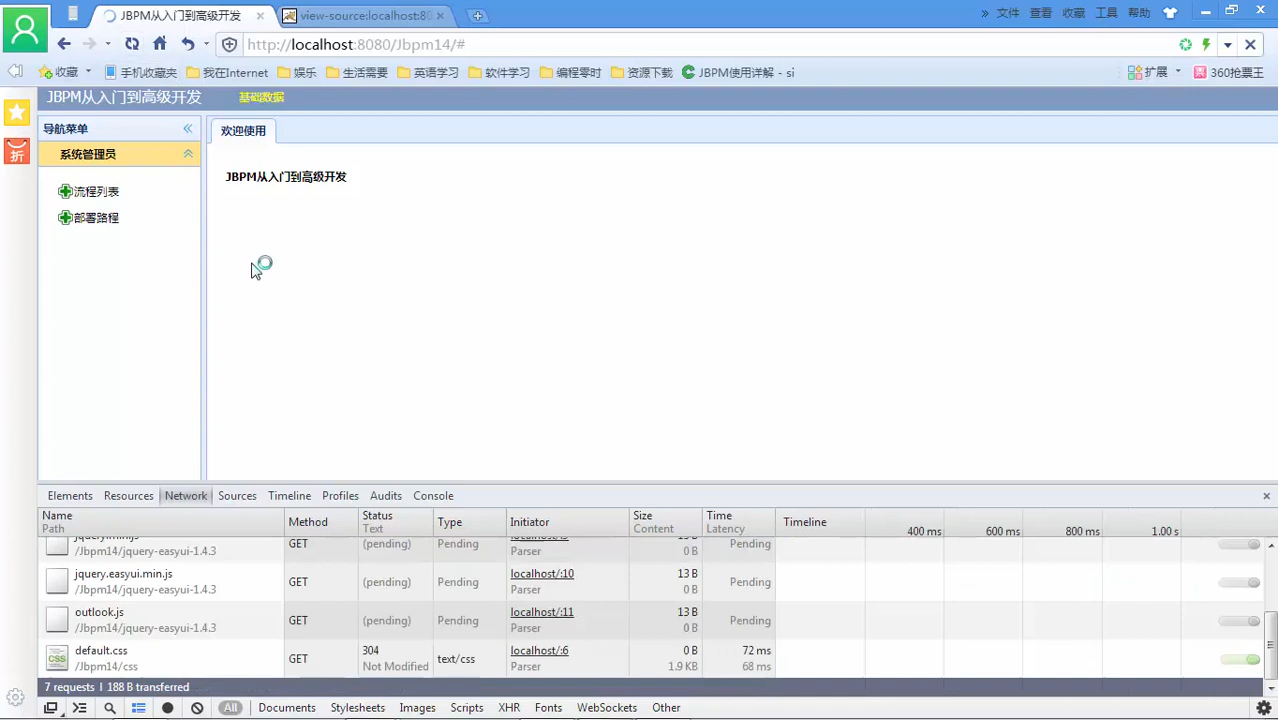 JBPM从入门到高级开发
view-source:localhost:80
» 文件 查看 收藏 工具 帮助
http://localhost:8080/Jbpm14/#
收藏 手机收藏夹 我在Internet 娱乐 生活需要 英语学习 软件学习 编程零时 资源下载 JBPM使用详解 - si 扩展 360抢票王
JBPM从入门到高级开发 基础数据
导航菜单
欢迎使用
系统管理员
折
JBPM从入门到高级开发
流程列表
部署路程
Elements Resources Network Sources Timeline Profiles Audits Console
Name Path Method Status Text Type Initiator Size Content Time Latency Timeline 400 ms 600 ms 800 ms 1.00 s
/Jbpm14/jquery-easyui-1.4.3 GET (pending) Pending Parser 0 B Pending
jquery.easyui.min.js localhost/:10 13 B
/Jbpm14/jquery-easyui-1.4.3 GET (pending) Pending Parser 0 B Pending
outlook.js localhost/:11 13 B
/Jbpm14/jquery-easyui-1.4.3 GET (pending) Pending Parser 0 B Pending
default.css 304 localhost/:6 0 B 72 ms
/Jbpm14/css GET Not Modified text/css Parser 1.9 KB 68 ms
7 requests | 188 B transferred
All Documents Stylesheets Images Scripts XHR Fonts WebSockets Other